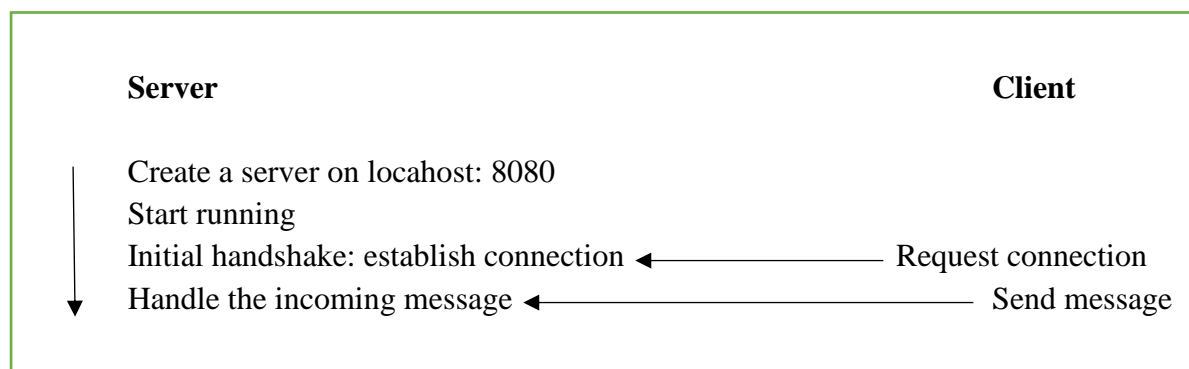 Server Client
Create a server on locahost: 8080
Start running
Initial handshake: establish connection Request connection
Handle the incoming message Send message